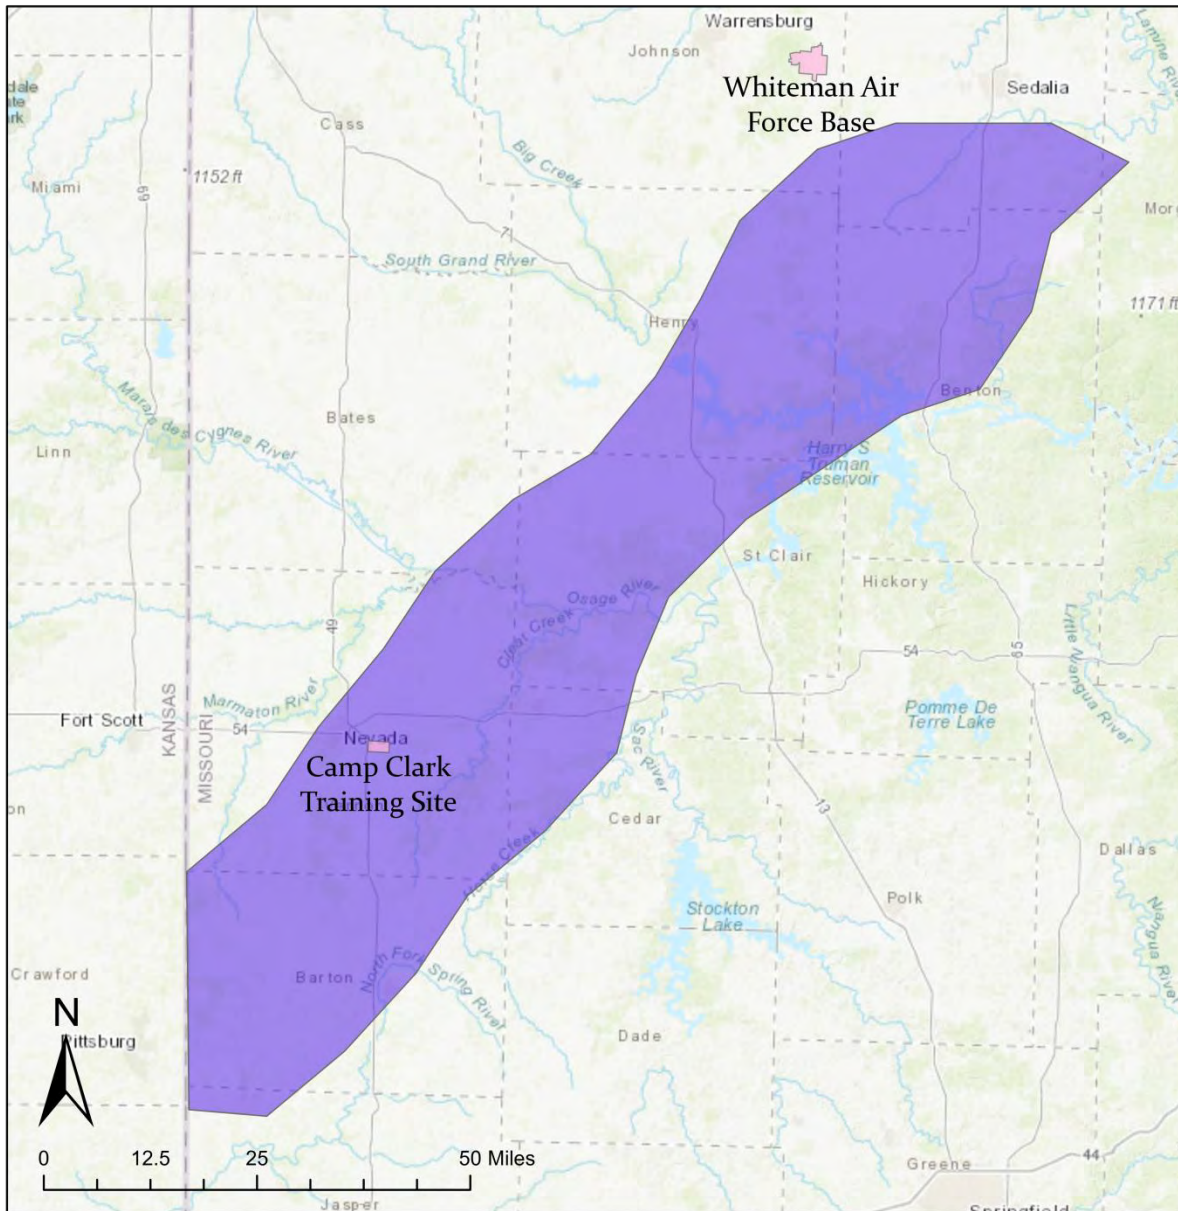 Warrensburg
Johnson
Whiteman Air
Force Base
Sedalia
Lamine River
Cass
Big Creek
Miami
1152 ft
69
7
South Grand River
Henry
1171 ft
Marais des Cygnes River
Bates
Linn
Benton
Harry S
Truman
Reservoir
St Clair
Hickory
Osage River
Clear Creek
49
Marmaton River
KANSAS
MISSOURI
Fort Scott
54
54
65
Little Niangua River
Pomme De
Terre Lake
Nevada
Camp Clark
Training Site
Sac River
13
Cedar
Horse Creek
Dallas
Polk
Stockton
Lake
Niangua River
Crawford
Barton
North Fork Spring River
N
Pittsburg
Dade
0 12.5 25 50 Miles
44
Greene
Jasper
Springfield